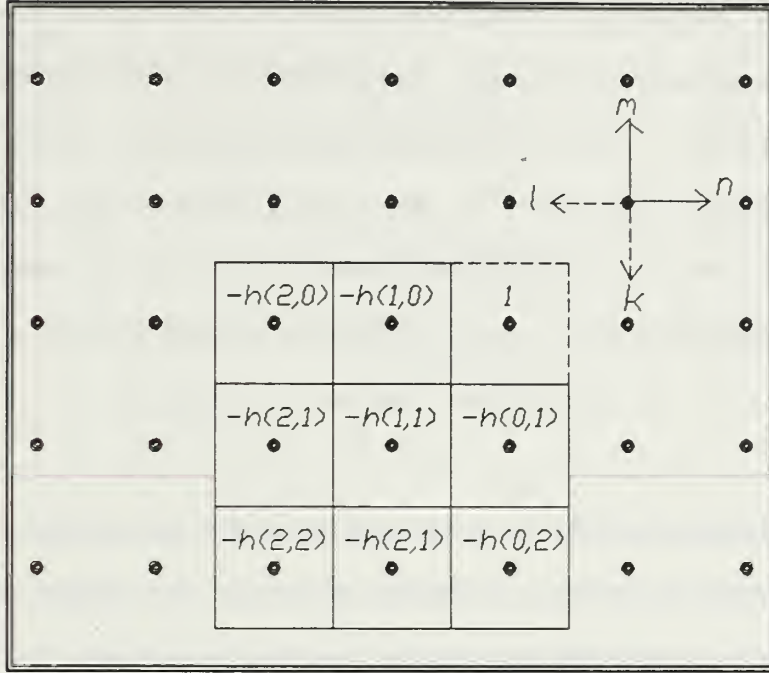 m
l n
k
-h(2,0) -h(1,0) 1
-h(2,1) -h(1,1) -h(0,1)
-h(2,2) -h(2,1) -h(0,2)